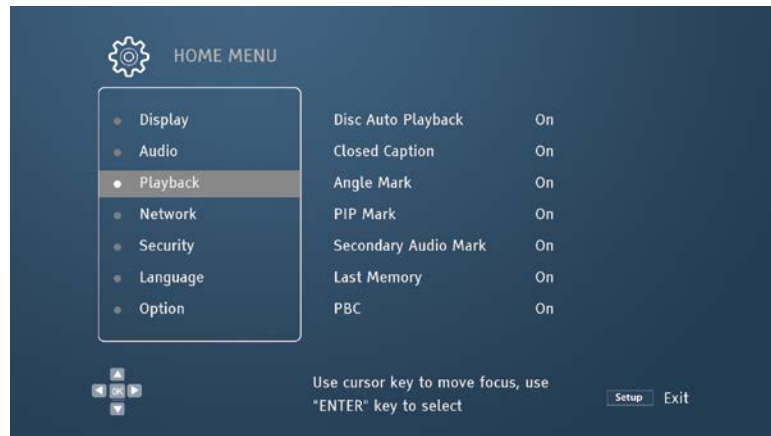 HOME MENU
Display
Audio
Playback
Network
Security
Language
Option
Disc Auto Playback On
Closed Caption On
Angle Mark On
PIP Mark On
Secondary Audio Mark On
Last Memory On
PBC On
OK
Use cursor key to move focus, use
"ENTER" key to select
Setup Exit